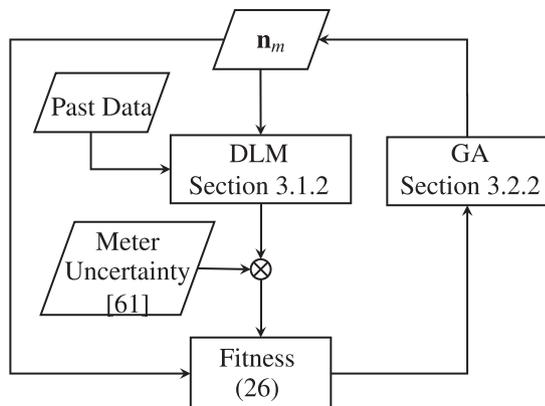 n_m
Past Data
DLM
Section 3.1.2
GA
Section 3.2.2
Meter
Uncertainty
[61]
Fitness
(26)